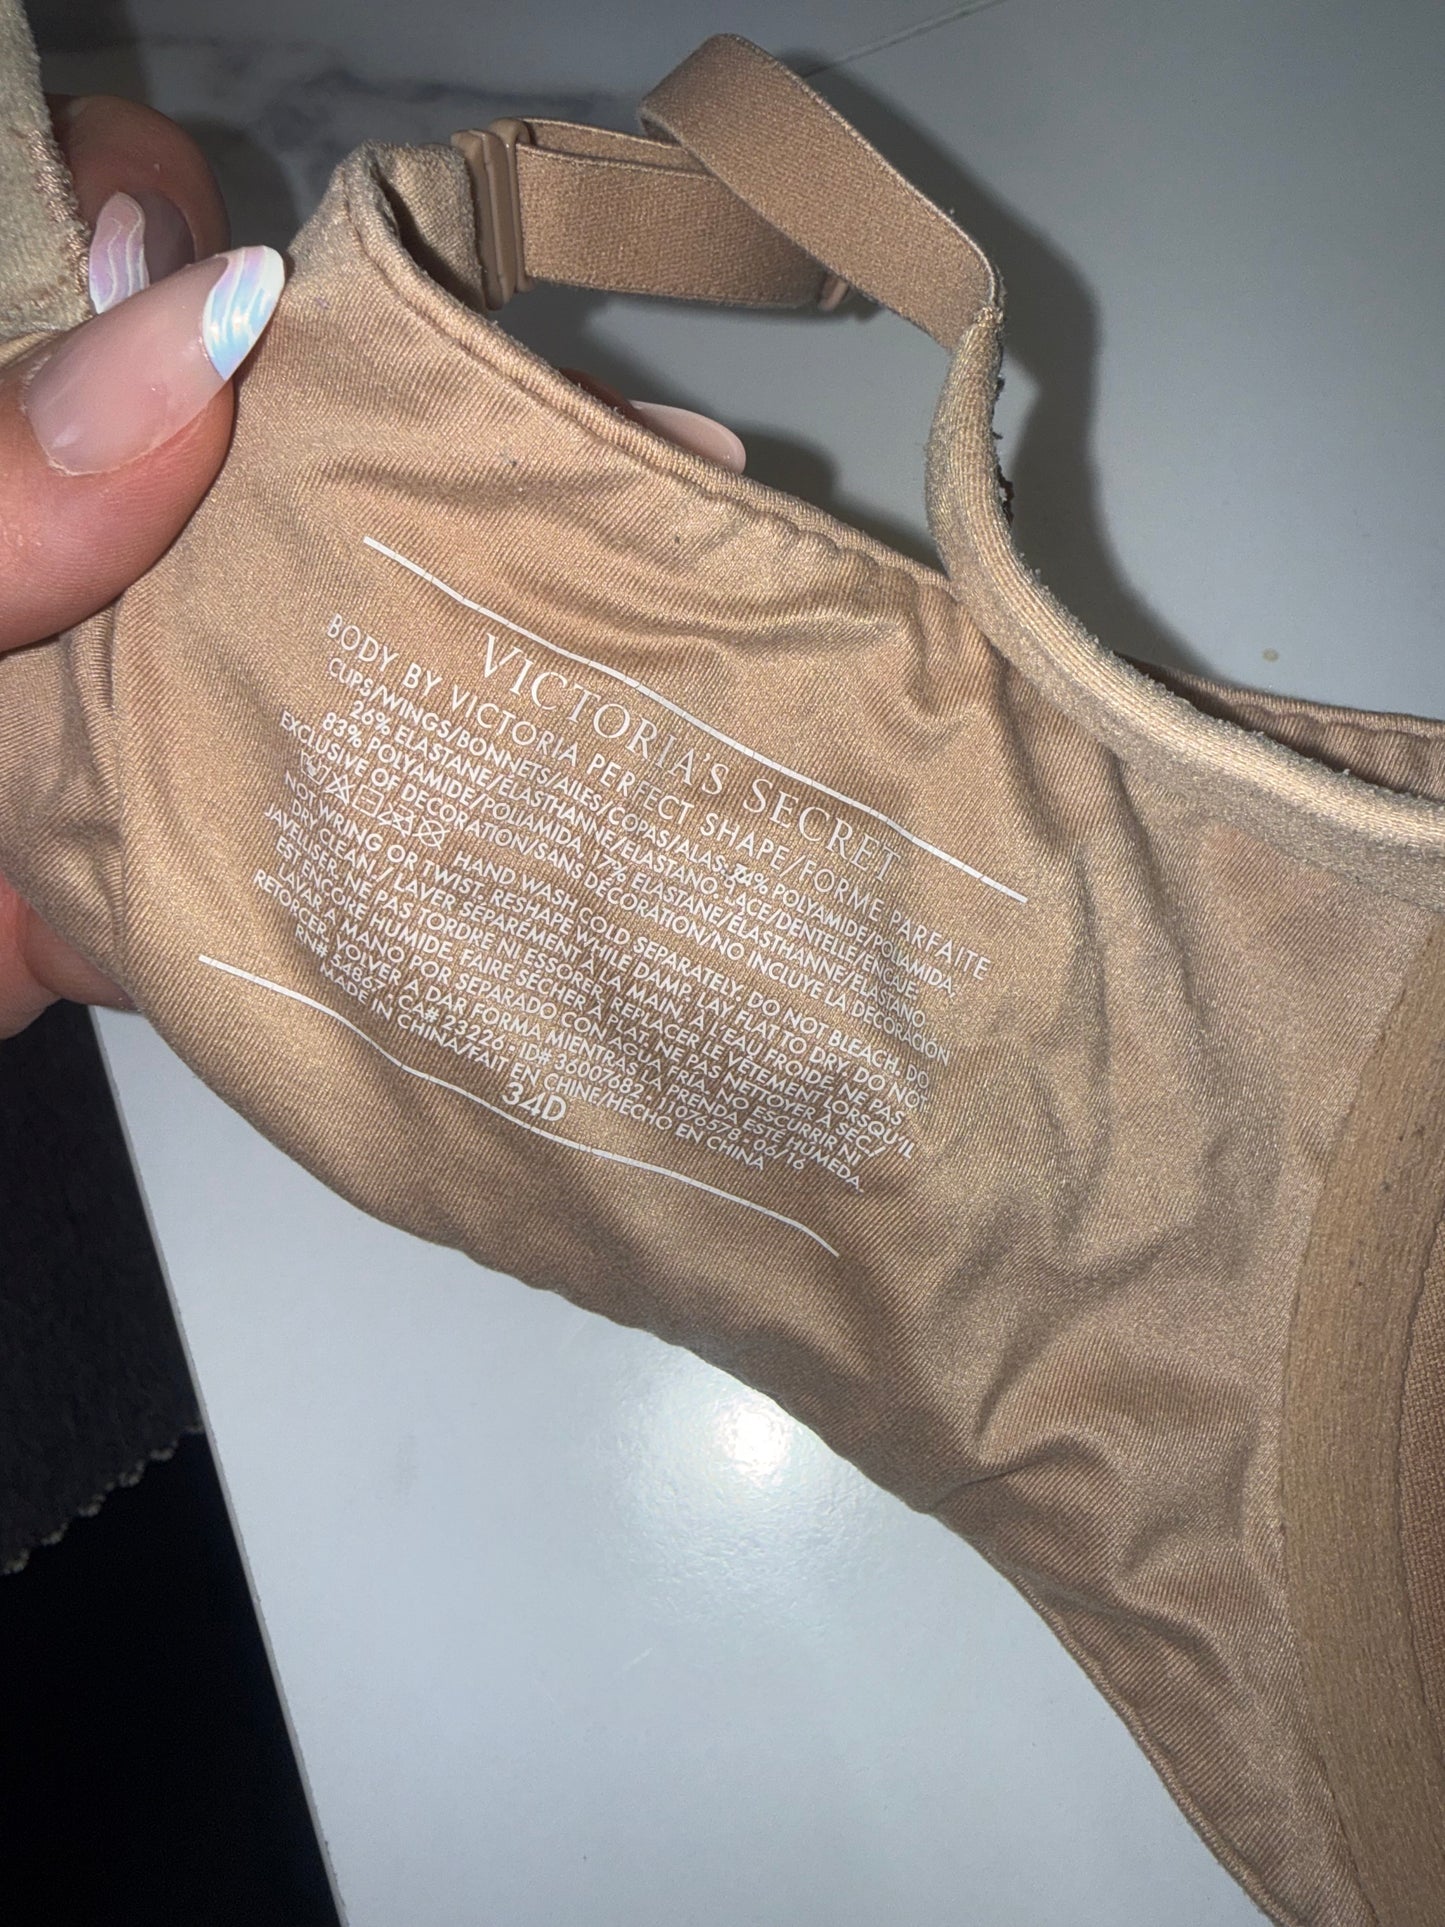 VICTORIA'S SECRET
BODY BY VICTORIA PERFECT SHAPE/FORME PARFAITE
CUPS/WINGS/BONNETS/AILES/COPAS/ALAS: 74% POLYAMIDE/POLIAMIDA,
26% ELASTANE/ÉLASTHANNE/ELASTANO. LACE/DENTELLE/ENCAJE:
83% POLYAMIDE/POLIAMIDA, 17% ELASTANE/ÉLASTHANNE/ELASTANO.
EXCLUSIVE OF DECORATION/SANS DÉCORATION/NO INCLUYE LA DECORACIÓN
HAND WASH COLD SEPARATELY. DO NOT BLEACH. DO
NOT WRING OR TWIST. RESHAPE WHILE DAMP. LAY FLAT TO DRY. DO NOT
DRY CLEAN. / LAVER SÉPARÉMENT À LA MAIN, À L'EAU FROIDE. NE PAS
JAVELLISER. NE PAS TORDRE NI ESSORER. REPLACER LE VÊTEMENT LORSQU'IL
EST ENCORE HUMIDE. FAIRE SÉCHER À PLAT. NE PAS NETTOYER À SEC./
LAVAR A MANO POR SEPARADO CON AGUA FRÍA. NO ESCURRIR NI
RETORCER. VOLVER A DAR FORMA MIENTRAS LA PRENDA ESTÉ HUMEDA.
RN# 54867 . CA# 23226 . ID# 36007682 . 1076578 . 06/16
MADE IN CHINA/FAIT EN CHINE/HECHO EN CHINA
34D